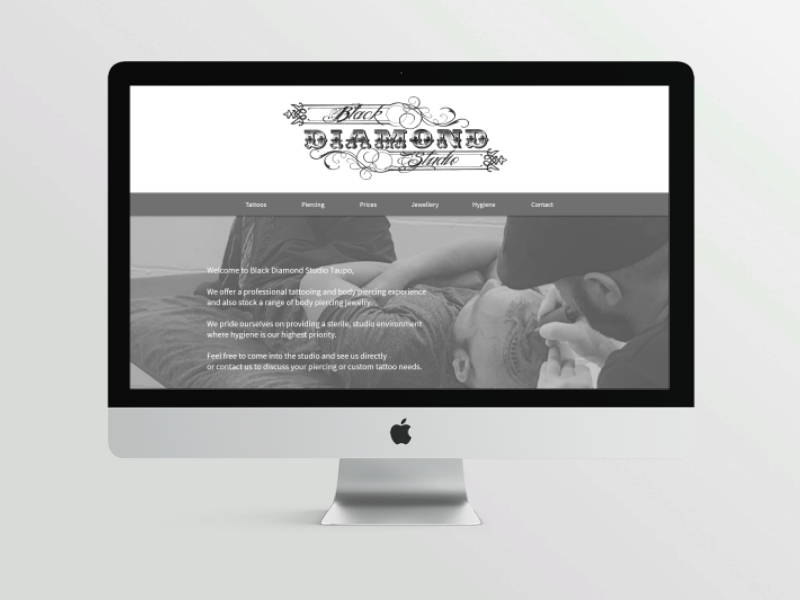 Black
DIAMOND
Studio
Tattoos Piercing Prices Jewellery Hygiene Contact
Welcome to Black Diamond Studio Taupo,
We offer a professional tattooing and body piercing experience
and also stock a range of body piercing jewelry.
We pride ourselves on providing a sterile, studio environment
where hygiene is our highest priority.
Feel free to come into the studio and see us directly
or contact us to discuss your piercing or custom tattoo needs.